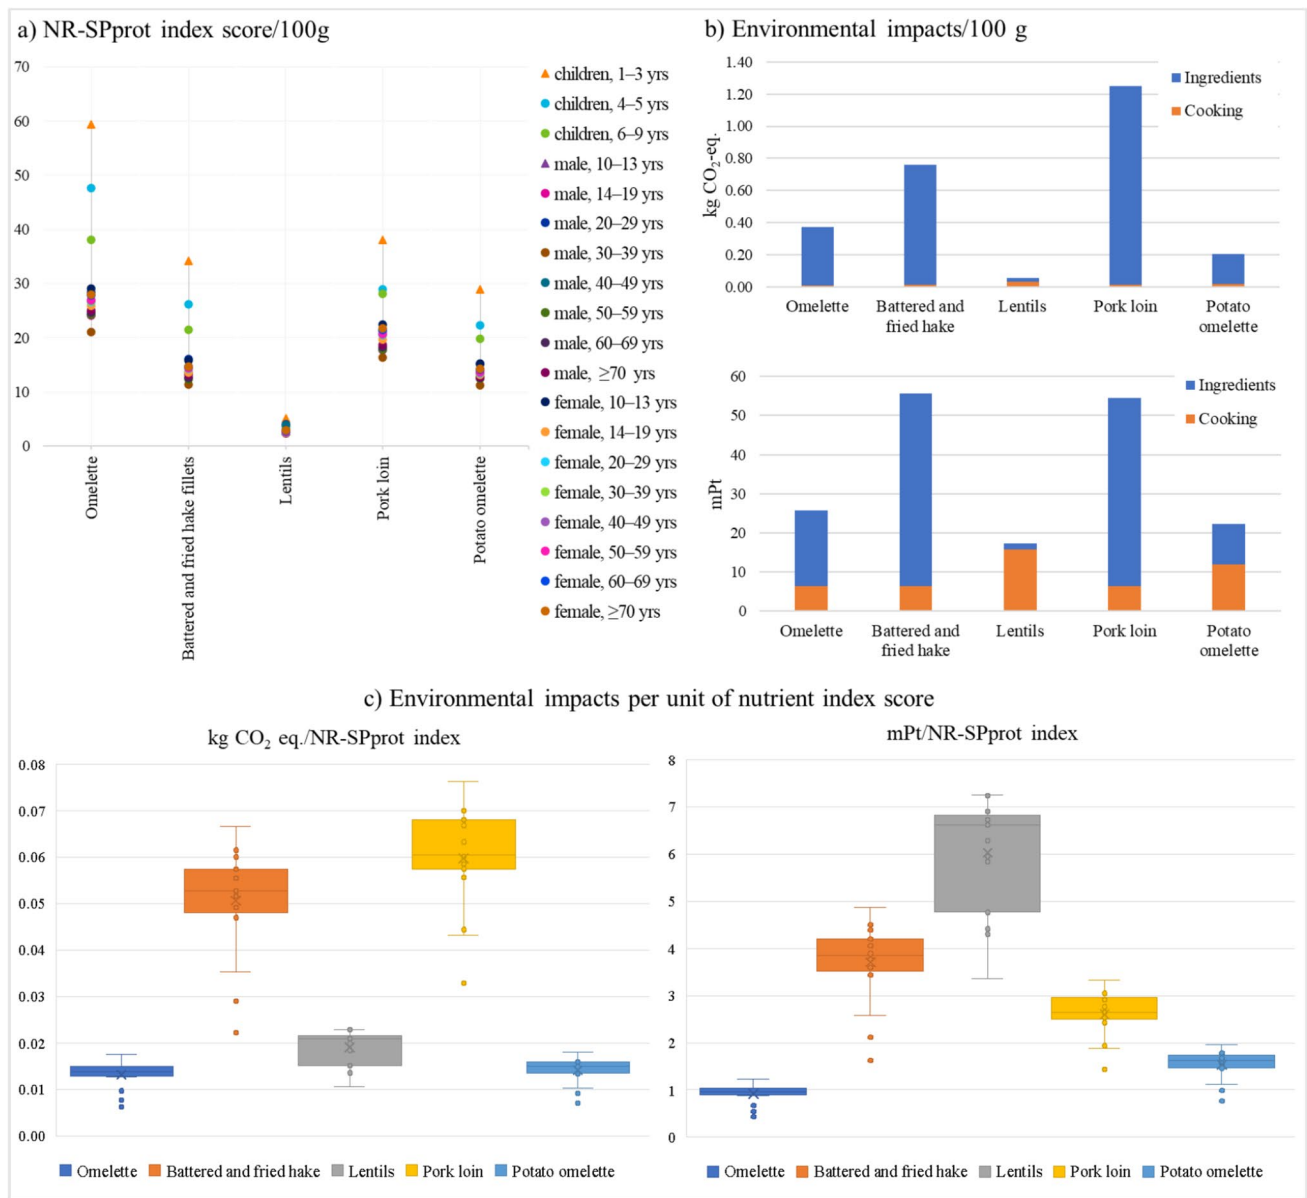 a) NR-SPprot index score/100g
70
60
50
40
30
20
10
0
Omelette
Battered and fried hake fillets
Lentils
Pork loin
Potato omelette
children, 1–3 yrs
children, 4–5 yrs
children, 6–9 yrs
male, 10–13 yrs
male, 14–19 yrs
male, 20–29 yrs
male, 30–39 yrs
male, 40–49 yrs
male, 50–59 yrs
male, 60–69 yrs
male, ≥70 yrs
female, 10–13 yrs
female, 14–19 yrs
female, 20–29 yrs
female, 30–39 yrs
female, 40–49 yrs
female, 50–59 yrs
female, 60–69 yrs
female, ≥70 yrs
b) Environmental impacts/100 g
kg CO₂-eq.
1.40
1.20
1.00
0.80
0.60
0.40
0.20
0.00
Ingredients
Cooking
Omelette
Battered and
fried hake
Lentils
Pork loin
Potato
omelette
mPt
60
50
40
30
20
10
0
Ingredients
Cooking
Omelette
Battered and
fried hake
Lentils
Pork loin
Potato
omelette
c) Environmental impacts per unit of nutrient index score
kg CO₂ eq./NR-SPprot index
0.08
0.07
0.06
0.05
0.04
0.03
0.02
0.01
0.00
Omelette Battered and fried hake Lentils Pork loin Potato omelette
mPt/NR-SPprot index
8
7
6
5
4
3
2
1
0
Omelette Battered and fried hake Lentils Pork loin Potato omelette